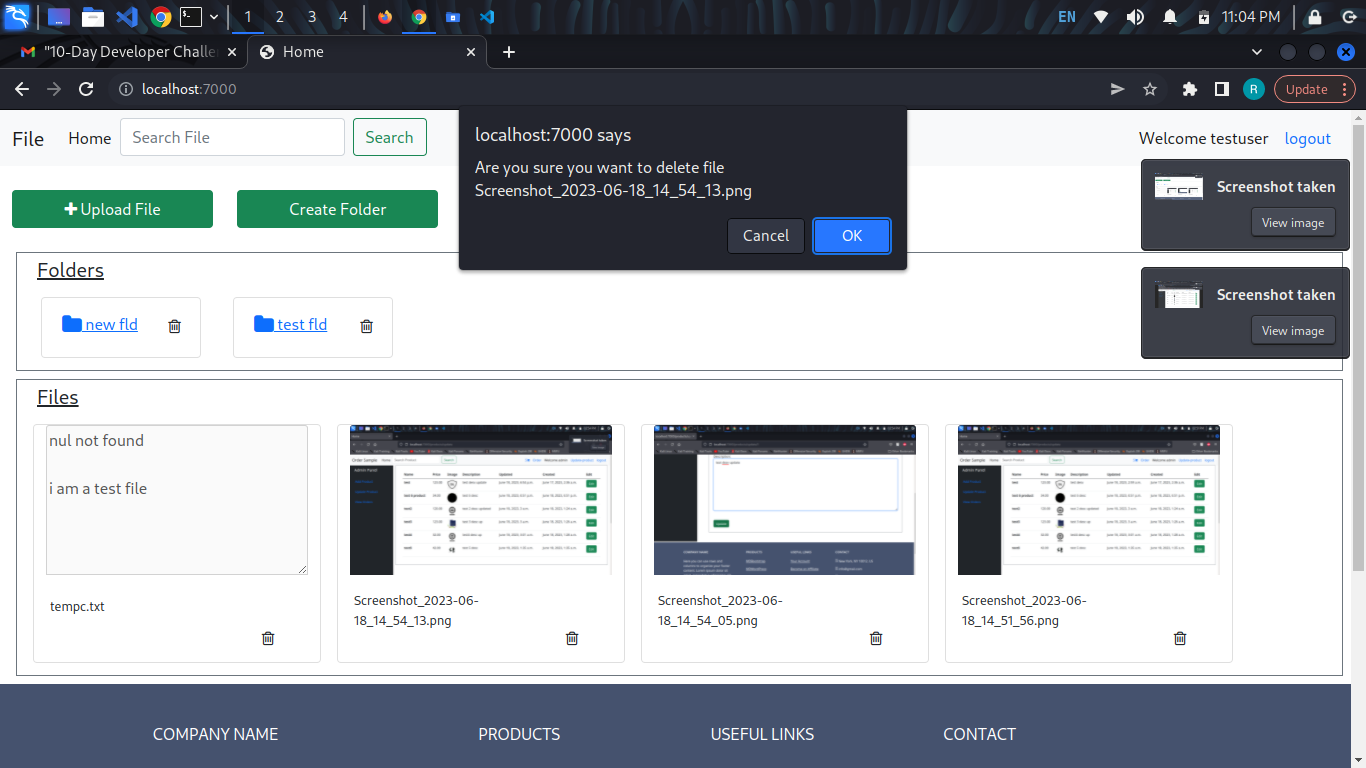 1 2 3 4 EN 11:04 PM
"10-Day Developer Challe
Home
localhost:7000
R
Update
File Home Search File Search
Welcome testuser logout
localhost:7000 says
Are you sure you want to delete file
Screenshot_2023-06-18_14_54_13.png
Cancel OK
Screenshot taken
View image
Screenshot taken
View image
Upload File
Create Folder
Folders
new fld
test fld
Files
nul not found
i am a test file
tempc.txt
Screenshot_2023-06-
18_14_54_13.png
Screenshot_2023-06-
18_14_54_05.png
Screenshot_2023-06-
18_14_51_56.png
COMPANY NAME PRODUCTS USEFUL LINKS CONTACT